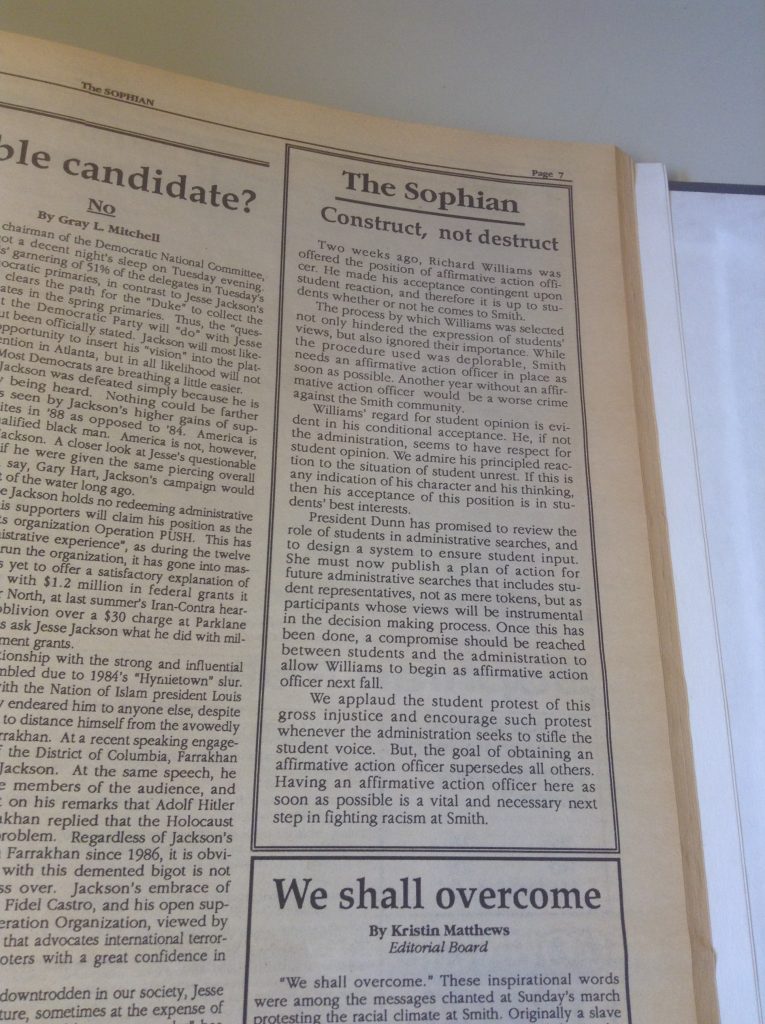 The SOPHIAN
Page 7
ble candidate?
No
By Gray L. Mitchell
chairman of the Democratic National Committee,
ot a decent night's sleep on Tuesday evening.
s' garnering of 51% of the delegates in Tuesday's
ocratic primaries, in contrast to Jesse Jackson's
clears the path for the "Duke" to collect the
ates in the spring primaries. Thus, the "ques-
t the Democratic Party will "do" with Jesse
ut been officially stated. Jackson will most like-
pportunity to insert his "vision" into the plat-
ention in Atlanta, but in all likelihood will not
Most Democrats are breathing a little easier.
Jackson was defeated simply because he is
y being heard. Nothing could be farther
s seen by Jackson's higher gains of sup-
ites in '88 as opposed to '84. America is
ualified black man. America is not, however,
Jackson. A closer look at Jesse's questionable
if he were given the same piercing overall
say, Gary Hart, Jackson's campaign would
t of the water long ago.
e Jackson holds no redeeming administrative
is supporters will claim his position as the
s organization Operation PUSH. This has
istrative experience", as during the twelve
run the organization, it has gone into mas-
s yet to offer a satisfactory explanation of
with $1.2 million in federal grants it
r North, at last summer's Iran-Contra hear-
oblivion over a $30 charge at Parklane
s ask Jesse Jackson what he did with mil-
ment grants.
tionship with the strong and influential
mbled due to 1984's "Hymietown" slur.
with the Nation of Islam president Louis
y endeared him to anyone else, despite
to distance himself from the avowedly
rrakhan. At a recent speaking engage-
f the District of Columbia, Farrakhan
Jackson. At the same speech, he
e members of the audience, and
t on his remarks that Adolf Hitler
akhan replied that the Holocaust
problem. Regardless of Jackson's
Farrakhan since 1986, it is obvi-
with this demented bigot is not
ss over. Jackson's embrace of
Fidel Castro, and his open sup-
eration Organization, viewed by
that advocates international terror-
oters with a great confidence in
downtrodden in our society, Jesse
ture, sometimes at the expense of
The Sophian
Construct, not destruct
Two weeks ago, Richard Williams was
offered the position of affirmative action offi-
cer. He made his acceptance contingent upon
student reaction, and therefore it is up to stu-
dents whether or not he comes to Smith.
The process by which Williams was selected
not only hindered the expression of students'
views, but also ignored their importance. While
the procedure used was deplorable, Smith
needs an affirmative action officer in place as
soon as possible. Another year without an affir-
mative action officer would be a worse crime
against the Smith community.
Williams' regard for student opinion is evi-
dent in his conditional acceptance. He, if not
the administration, seems to have respect for
student opinion. We admire his principled reac-
tion to the situation of student unrest. If this is
any indication of his character and his thinking,
then his acceptance of this position is in stu-
dents' best interests.
President Dunn has promised to review the
role of students in administrative searches, and
to design a system to ensure student input.
She must now publish a plan of action for
future administrative searches that includes stu-
dent representatives, not as mere tokens, but as
participants whose views will be instrumental
in the decision making process. Once this has
been done, a compromise should be reached
between students and the administration to
allow Williams to begin as affirmative action
officer next fall.
We applaud the student protest of this
gross injustice and encourage such protest
whenever the administration seeks to stifle the
student voice. But, the goal of obtaining an
affirmative action officer supersedes all others.
Having an affirmative action officer here as
soon as possible is a vital and necessary next
step in fighting racism at Smith.
We shall overcome
By Kristin Matthews
Editorial Board
"We shall overcome." These inspirational words
were among the messages chanted at Sunday's march
protesting the racial climate at Smith. Originally a slave